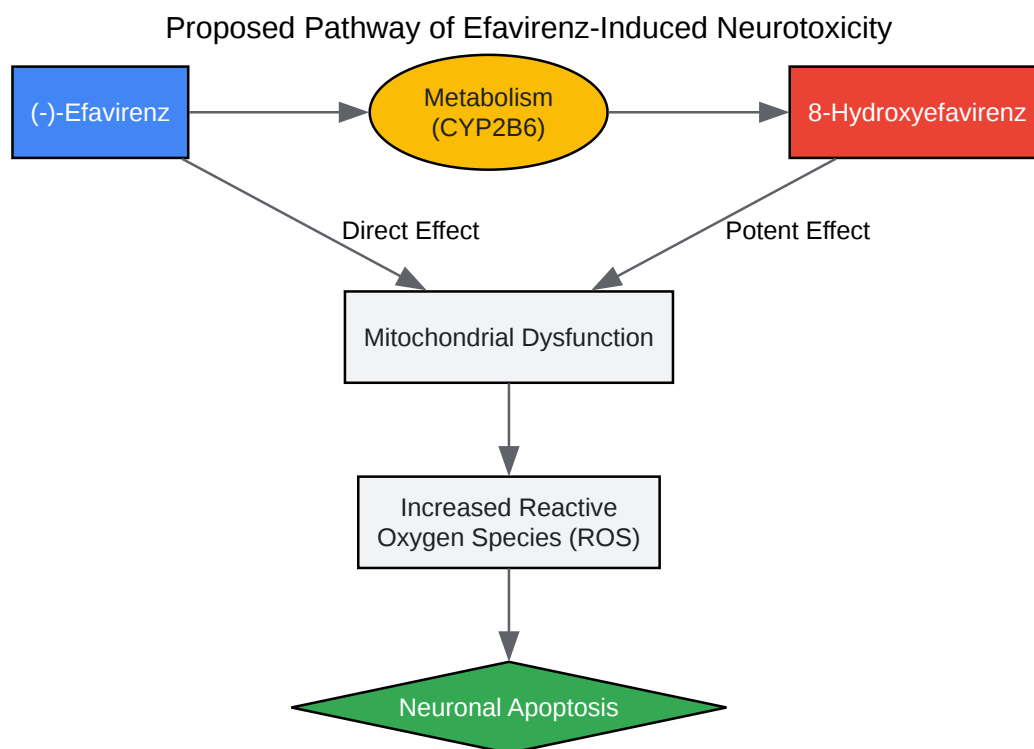 Proposed Pathway of Efavirenz-Induced Neurotoxicity
(-)-Efavirenz
Metabolism
(CYP2B6)
8-Hydroxyefavirenz
Direct Effect
Potent Effect
Mitochondrial Dysfunction
Increased Reactive
Oxygen Species (ROS)
Neuronal Apoptosis